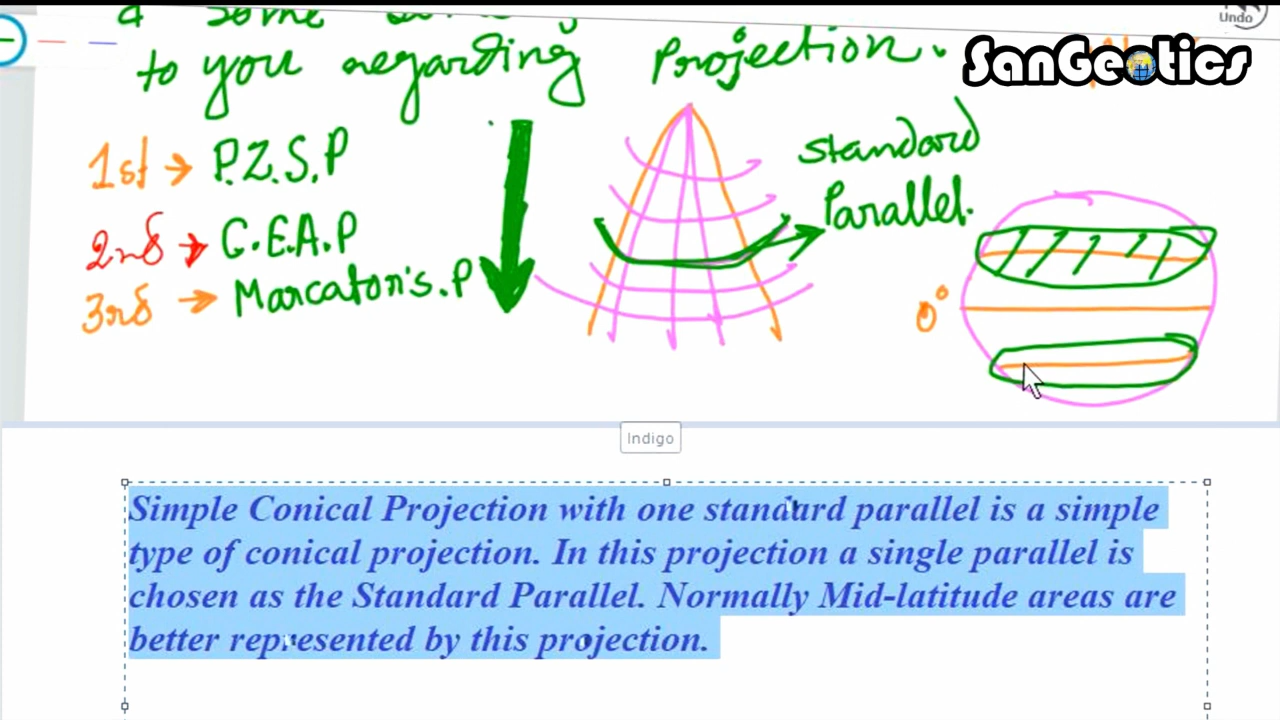 Undo
SanGeotics
to you regarding Projection.
1st → P.Z.S.P
2nd → C.E.A.P
3rd → Marcaton's.P
standard
Parallel.
0°
Indigo
Simple Conical Projection with one standard parallel is a simple
type of conical projection. In this projection a single parallel is
chosen as the Standard Parallel. Normally Mid-latitude areas are
better represented by this projection.